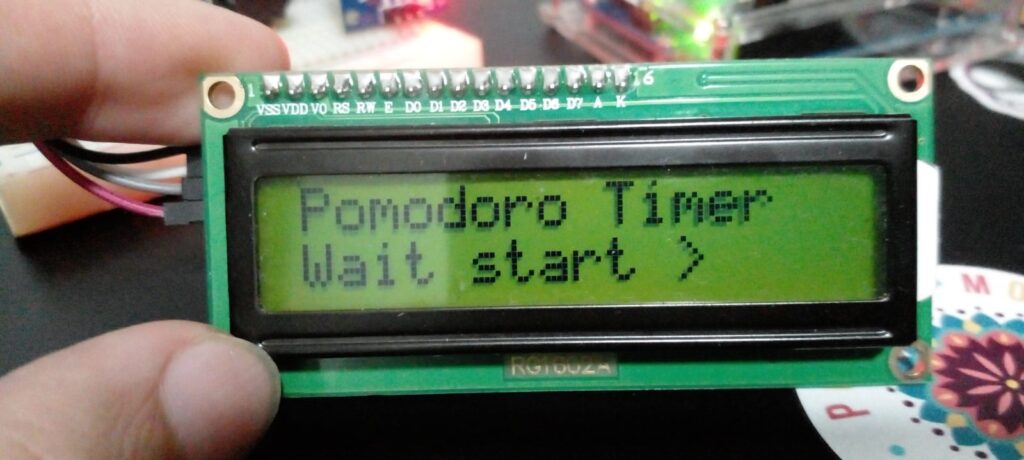 1 6
VSS VDD V0 RS RW E D0 D1 D2 D3 D4 D5 D6 D7 A K
Pomodoro Timer
Wait start >
RG1602A
M
P